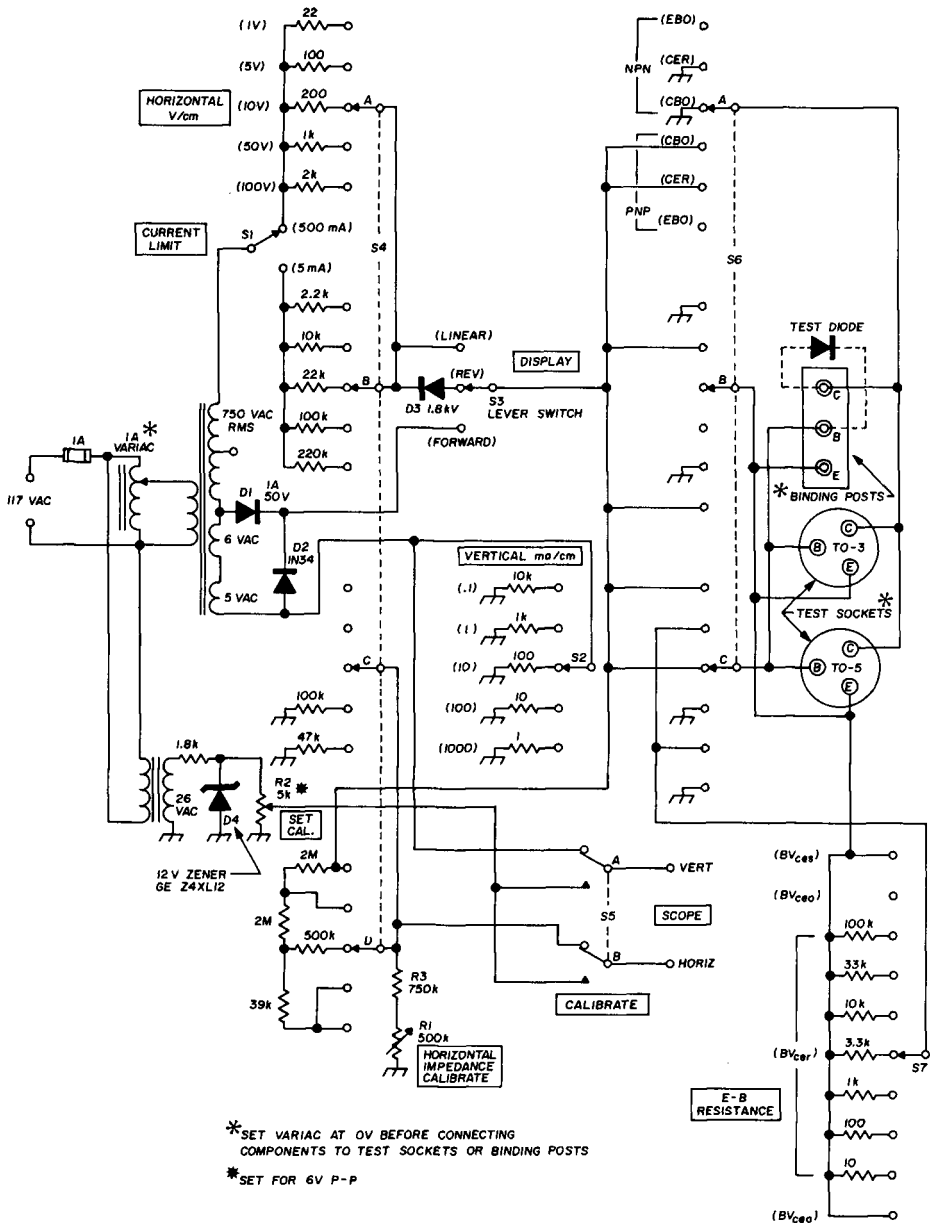 (1V) 22
(EBO)
(5V) 100
(CER)
NPN
HORIZONTAL
V/cm
(10V) 200 A
(CBO) A
(50V) 1k
(CBO)
(100V) 2k
(CER)
PNP
(EBO)
CURRENT
LIMIT
S1 (500 mA)
S4
S6
(5 mA)
2.2k
10k
(LINEAR)
DISPLAY
TEST DIODE
22k B
D3 1.8kV
(REV)
S3
LEVER SWITCH
B
C
100k
(FORWARD)
B
220k
E
* BINDING POSTS
750 VAC
RMS
1A
1A
VARIAC *
117 VAC
D1
1A
50V
6 VAC
D2
IN34
5 VAC
VERTICAL ma/cm
(.1) 10k
(1) 1k
(10) 100 S2
(100) 10
(1000) 1
C
C
B TO-3
E
TEST SOCKETS *
C
B TO-5
E
C
100k
47k
1.8k
26
VAC
D4
R2
5k *
SET
CAL.
12V ZENER
GE Z4XL12
2M
2M
500k D
39k
R3
750k
R1
500k
HORIZONTAL
IMPEDANCE
CALIBRATE
A VERT
S5
SCOPE
B HORIZ
CALIBRATE
(BVces)
(BVceo)
100k
33k
10k
(BVcer) 3.3k S7
1k
E-B
RESISTANCE
100
10
(BVceo)
* SET VARIAC AT 0V BEFORE CONNECTING
COMPONENTS TO TEST SOCKETS OR BINDING POSTS
* SET FOR 6V P-P